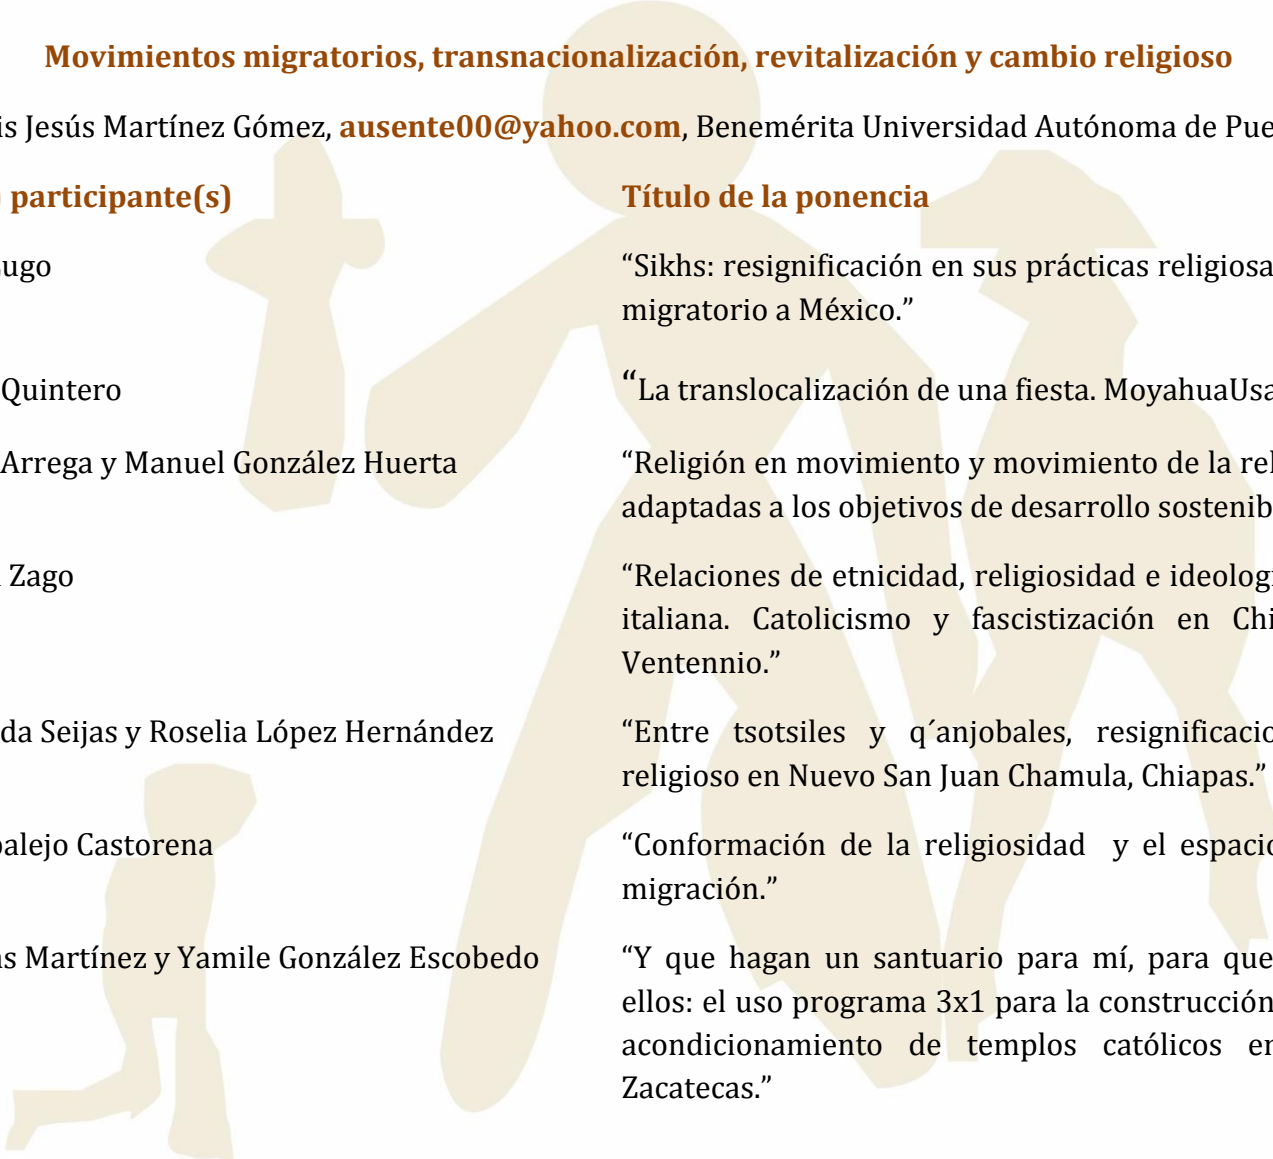 Movimientos migratorios, transnacionalización, revitalización y cambio religioso
is Jesús Martínez Gómez, ausente00@yahoo.com, Benemérita Universidad Autónoma de Pue
participante(s) Título de la ponencia
ugo “Sikhs: resignificación en sus prácticas religiosa
migratorio a México.”
Quintero “La translocalización de una fiesta. MoyahuaUsa
Arrega y Manuel González Huerta “Religión en movimiento y movimiento de la rel
adaptadas a los objetivos de desarrollo sostenib
Zago “Relaciones de etnicidad, religiosidad e ideologí
italiana. Catolicismo y fascistización en Chi
Ventennio.”
da Seijas y Roselia López Hernández “Entre tsotsiles y q´anjobales, resignificacio
religioso en Nuevo San Juan Chamula, Chiapas.”
alejo Castorena “Conformación de la religiosidad y el espacio
migración.”
as Martínez y Yamile González Escobedo “Y que hagan un santuario para mí, para que
ellos: el uso programa 3x1 para la construcción
acondicionamiento de templos católicos en
Zacatecas.”